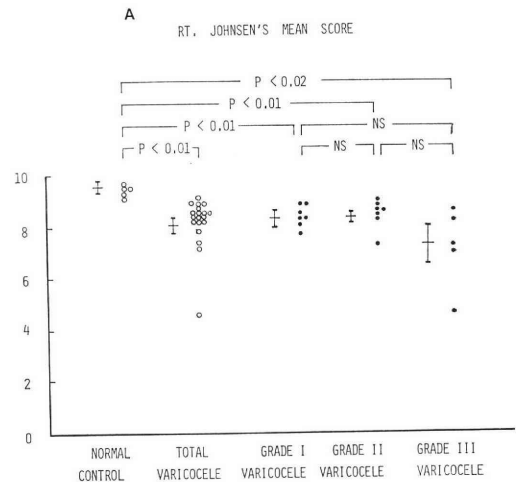 A
RT. JOHNSEN'S MEAN SCORE
P < 0.02
P < 0.01
P < 0.01
NS
P < 0.01
NS
NS
10
8
6
4
2
0
NORMAL CONTROL
TOTAL VARICOCELE
GRADE I VARICOCELE
GRADE II VARICOCELE
GRADE III VARICOCELE